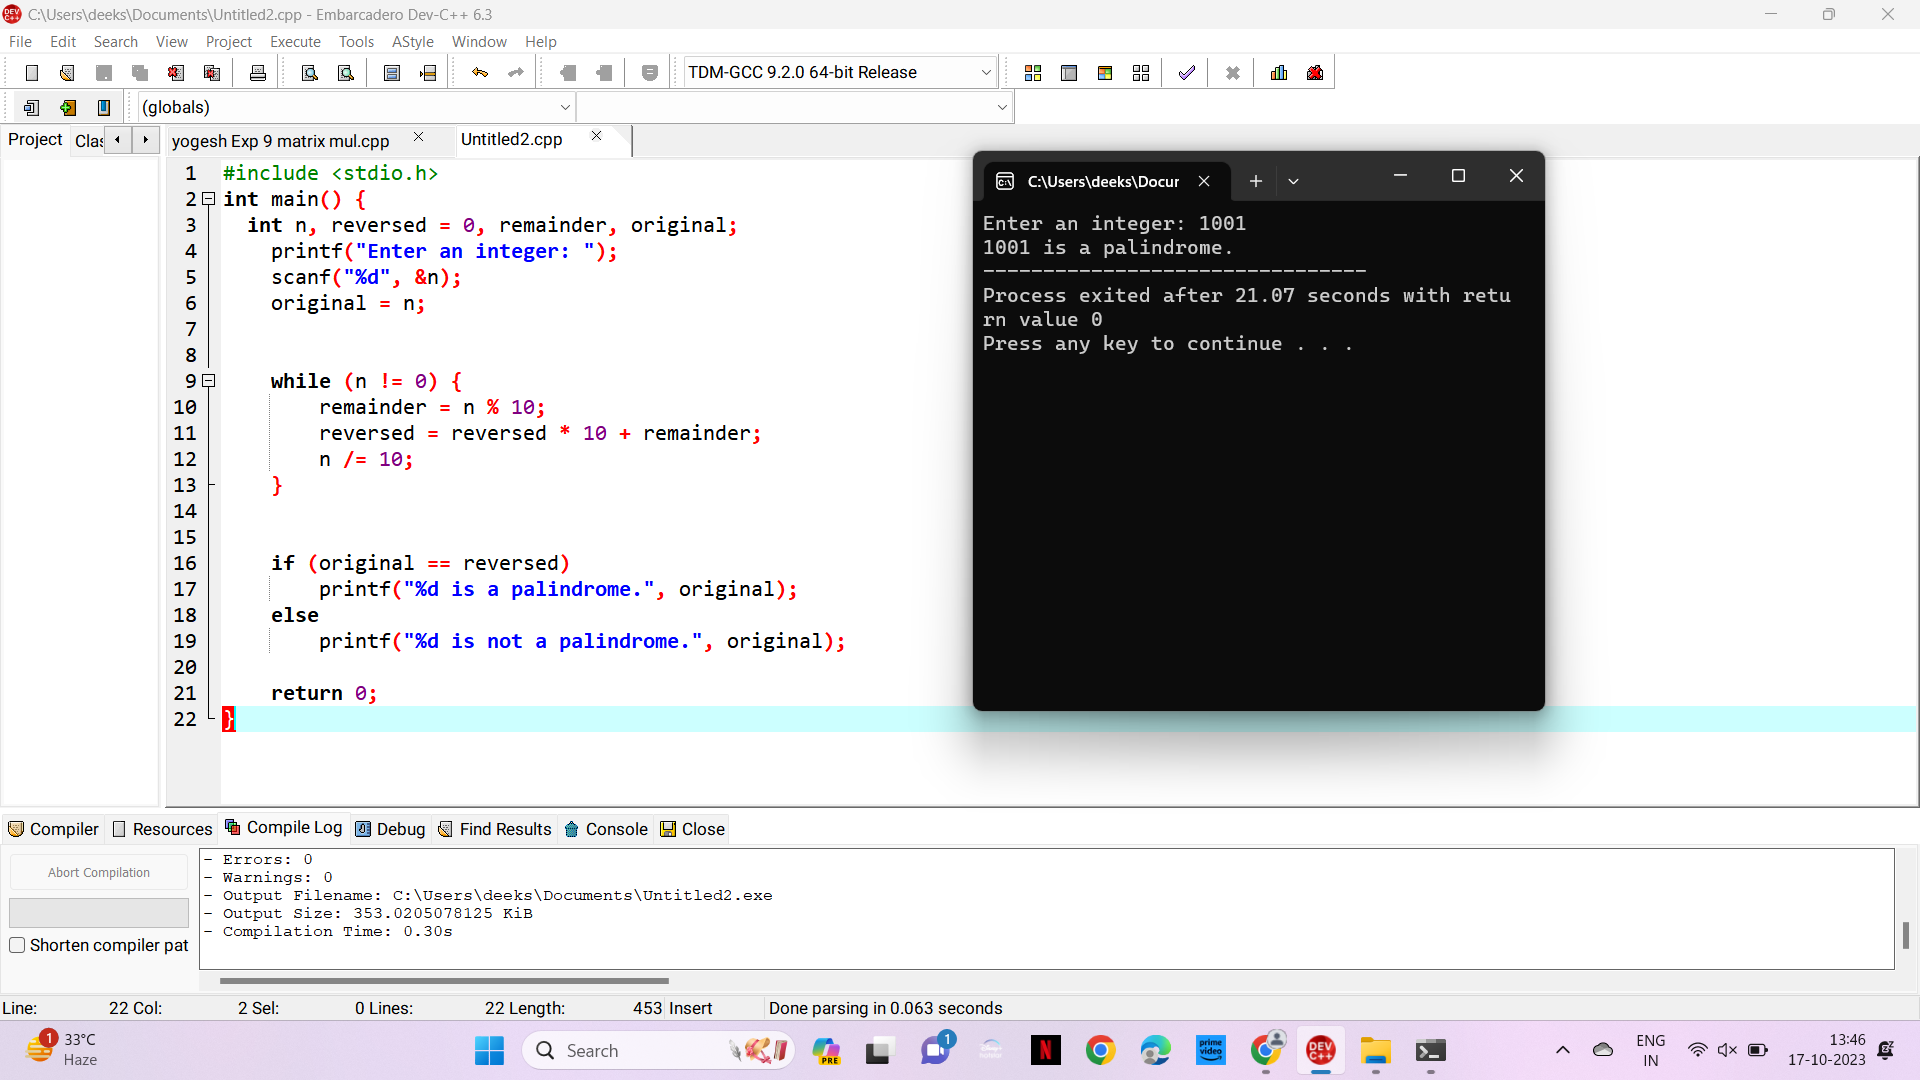 C:\Users\deeks\Documents\Untitled2.cpp - Embarcadero Dev-C++ 6.3
File Edit Search View Project Execute Tools AStyle Window Help
TDM-GCC 9.2.0 64-bit Release
(globals)
Project Clas yogesh Exp 9 matrix mul.cpp Untitled2.cpp
1 #include <stdio.h>
2 int main() {
3 int n, reversed = 0, remainder, original;
4 printf("Enter an integer: ");
5 scanf("%d", &n);
6 original = n;
7
8
9 while (n != 0) {
10 remainder = n % 10;
11 reversed = reversed * 10 + remainder;
12 n /= 10;
13 }
14
15
16 if (original == reversed)
17 printf("%d is a palindrome.", original);
18 else
19 printf("%d is not a palindrome.", original);
20
21 return 0;
22 }
C:\Users\deeks\Docur
Enter an integer: 1001
1001 is a palindrome.
--------------------------------
Process exited after 21.07 seconds with retu
rn value 0
Press any key to continue . . .
Compiler Resources Compile Log Debug Find Results Console Close
Abort Compilation
Shorten compiler pat
- Errors: 0
- Warnings: 0
- Output Filename: C:\Users\deeks\Documents\Untitled2.exe
- Output Size: 353.0205078125 KiB
- Compilation Time: 0.30s
Line: 22 Col: 2 Sel: 0 Lines: 22 Length: 453 Insert Done parsing in 0.063 seconds
1
33°C
Haze
Search
PRE
1
N
prime video
DEV C++
ENG
IN
13:46
17-10-2023